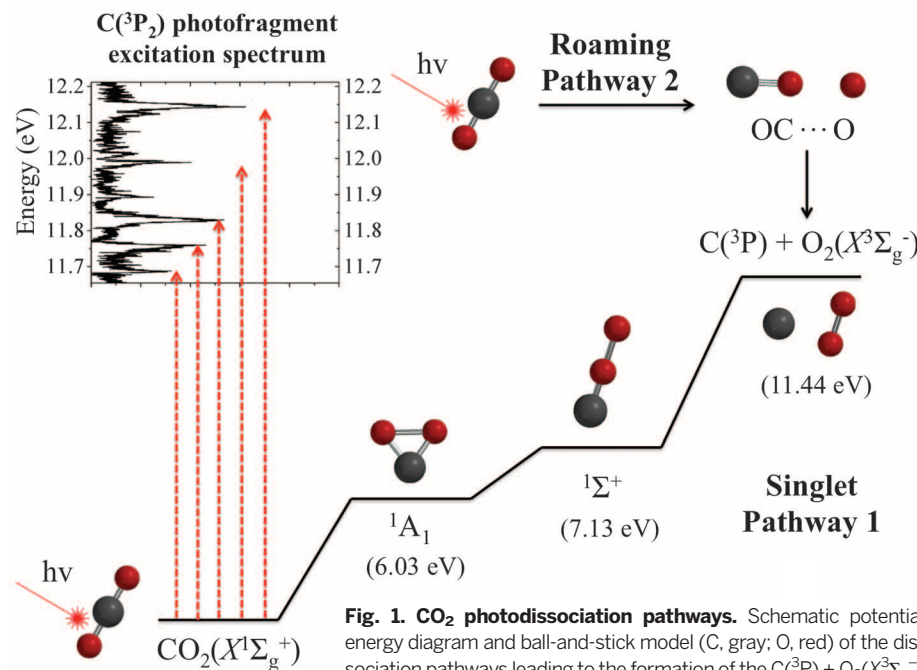 C(³P₂) photofragment
excitation spectrum
Energy (eV)
12.2
12.1
12.0
11.9
11.8
11.7
12.2
12.1
12.0
11.9
11.8
11.7
hν
Roaming
Pathway 2
OC ··· O
C(³P) + O₂(X³Σg⁻)
(11.44 eV)
¹Σ⁺
(7.13 eV)
¹A₁
(6.03 eV)
Singlet
Pathway 1
hν
CO₂(X¹Σg⁺)
Fig. 1. CO₂ photodissociation pathways. Schematic potential
energy diagram and ball-and-stick model (C, gray; O, red) of the dis-